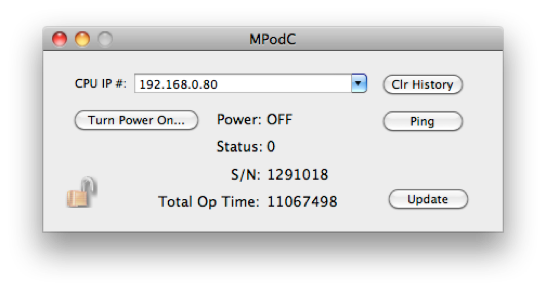 MPodC
CPU IP #: 192.168.0.80 Clr History
Turn Power On... Power: OFF Ping
Status: 0
S/N: 1291018
Total Op Time: 11067498 Update